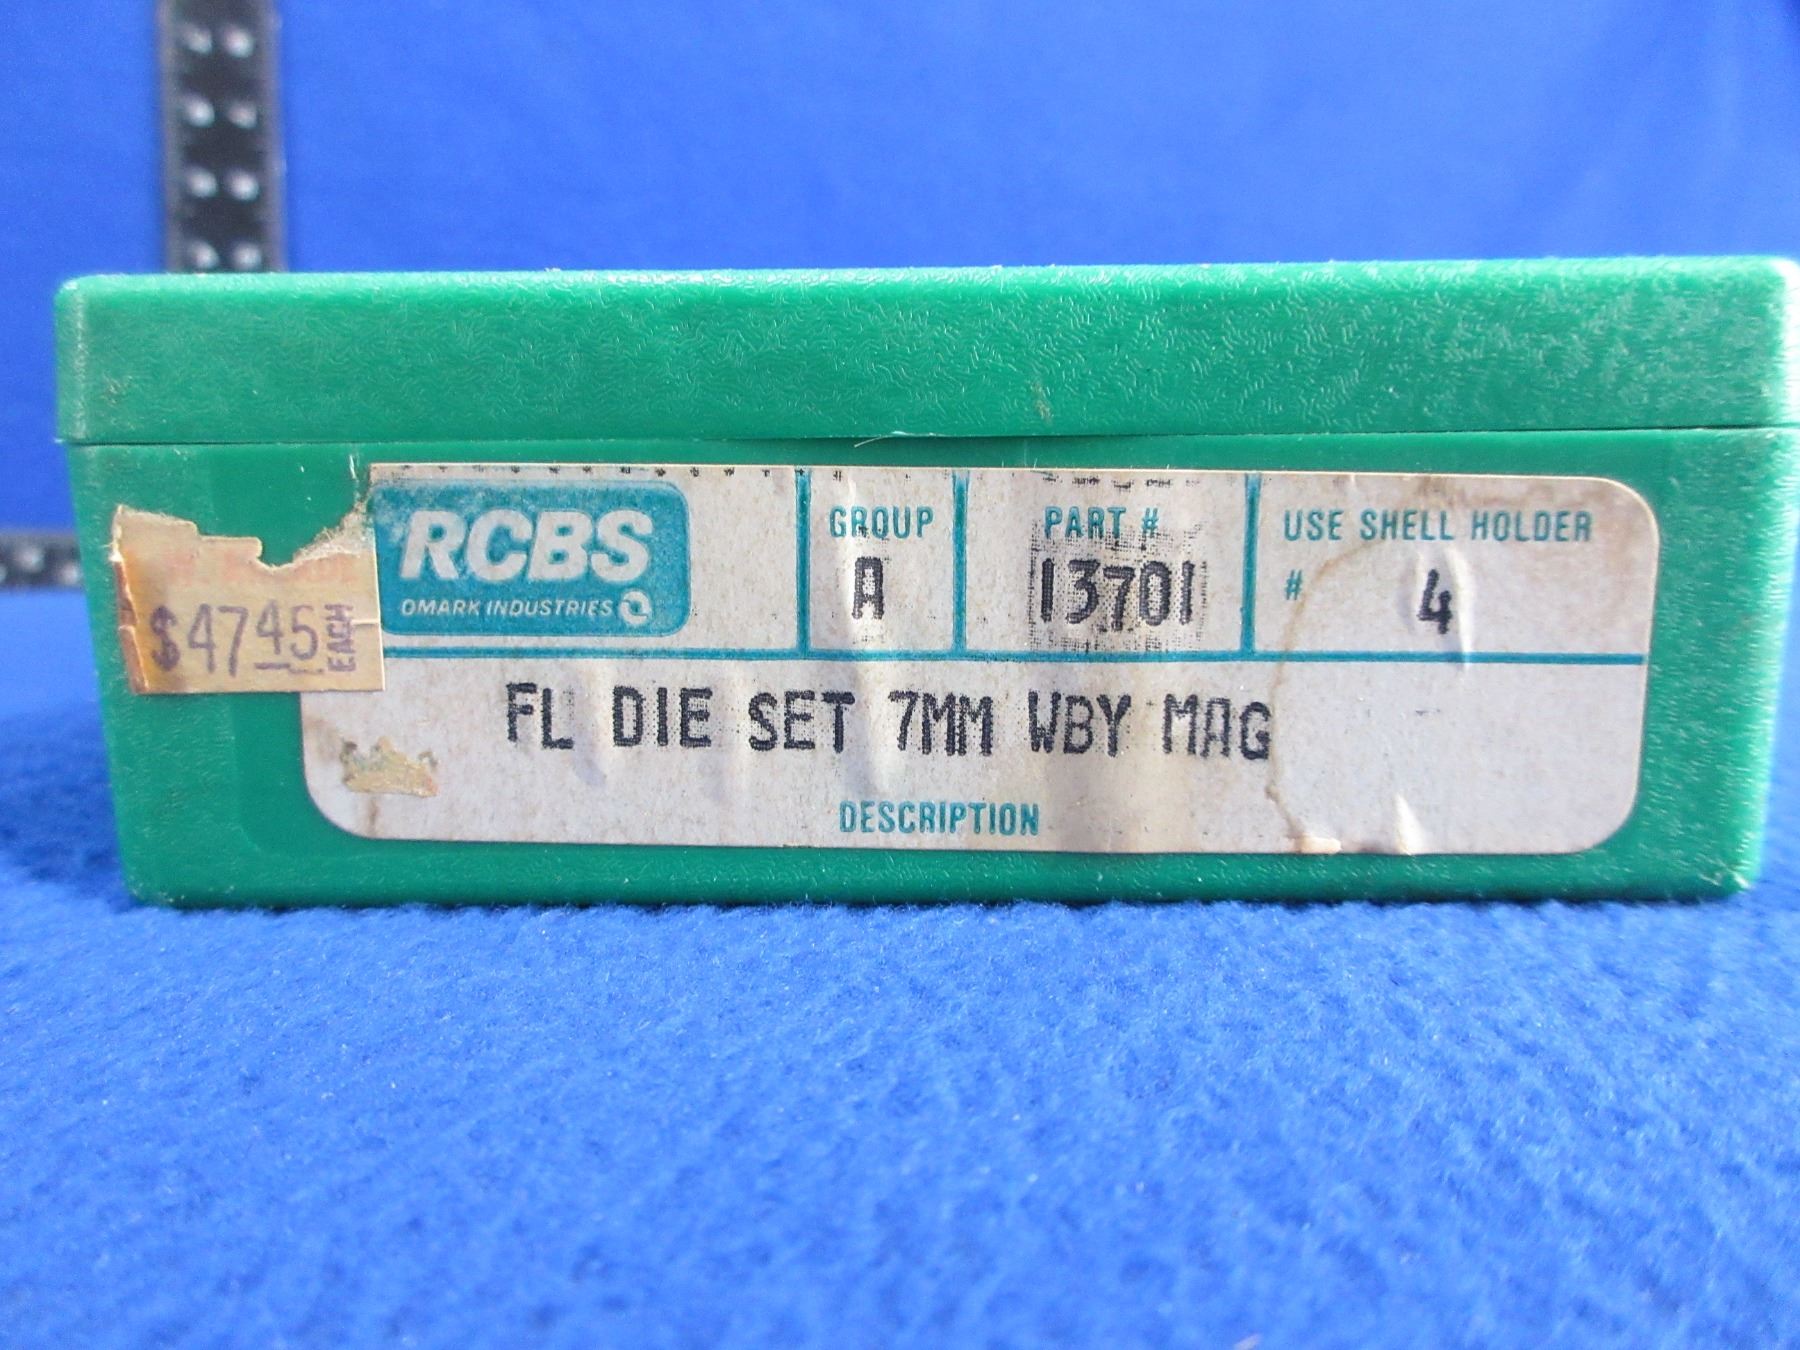 RCBS
OMARK INDUSTRIES
GROUP
A
PART #
13701
USE SHELL HOLDER
# 4
$47.45 EACH
FL DIE SET 7MM WBY MAG
DESCRIPTION